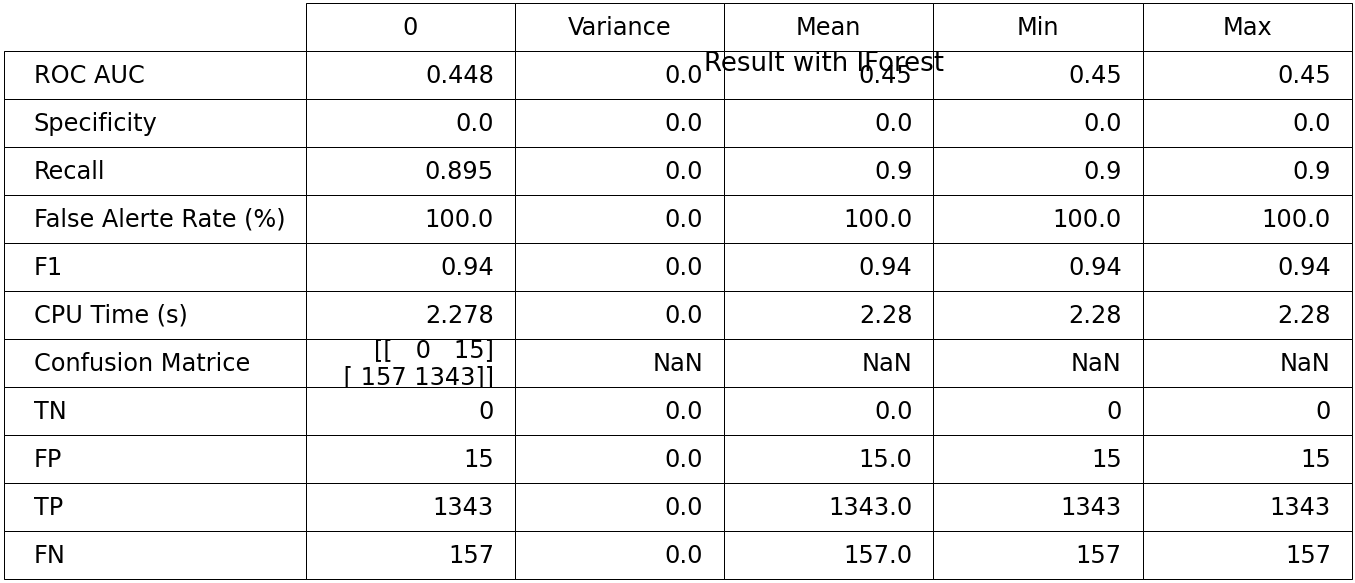 0 Variance Mean Min Max
Result with IForest
ROC AUC 0.448 0.0 0.45 0.45 0.45
Specificity 0.0 0.0 0.0 0.0 0.0
Recall 0.895 0.0 0.9 0.9 0.9
False Alerte Rate (%) 100.0 0.0 100.0 100.0 100.0
F1 0.94 0.0 0.94 0.94 0.94
CPU Time (s) 2.278 0.0 2.28 2.28 2.28
Confusion Matrice [[ 0 15]
[ 157 1343]] NaN NaN NaN NaN
TN 0 0.0 0.0 0 0
FP 15 0.0 15.0 15 15
TP 1343 0.0 1343.0 1343 1343
FN 157 0.0 157.0 157 157